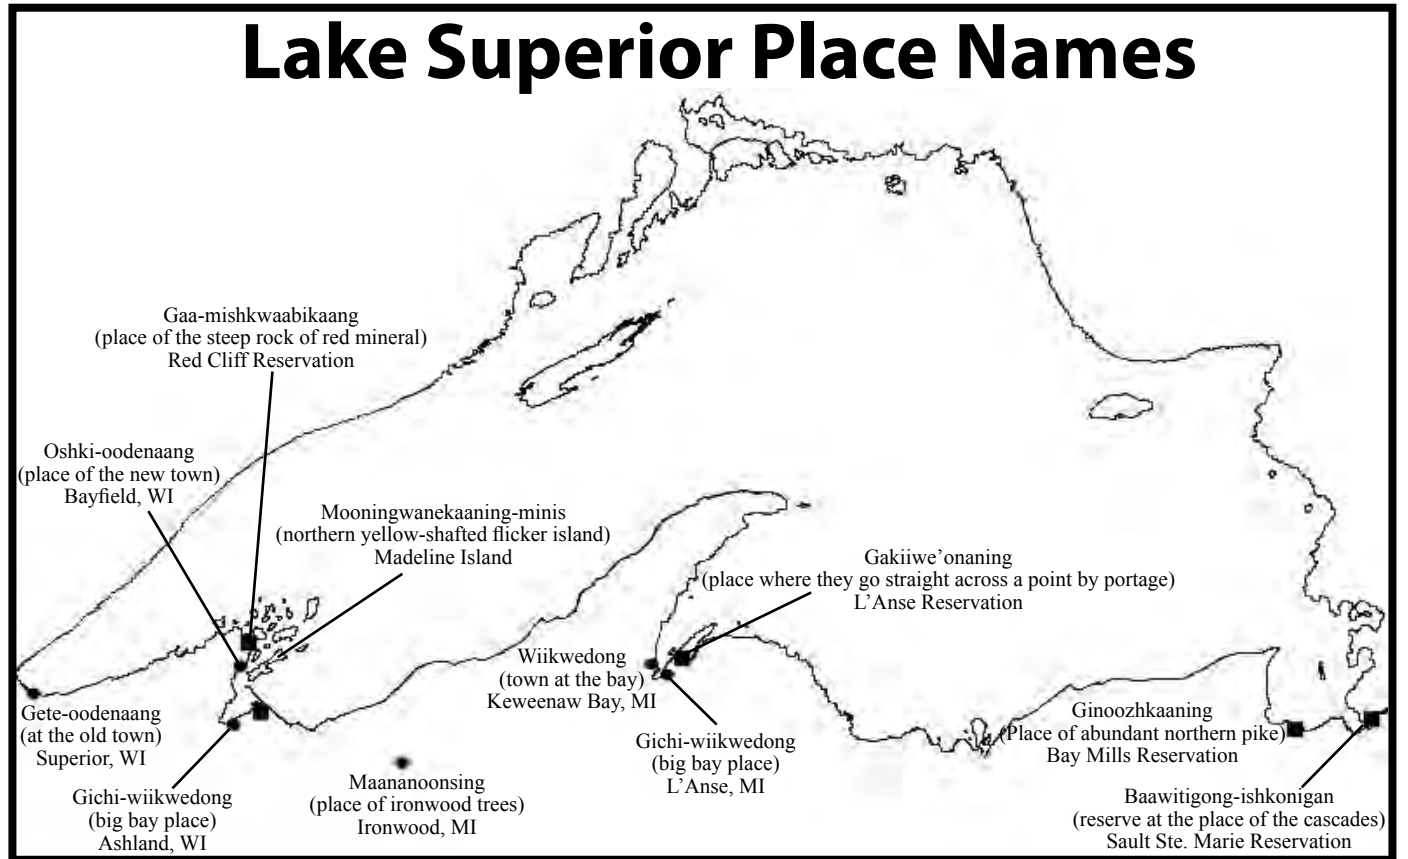 Lake Superior Place Names
Gaa-mishkwaabikaang
(place of the steep rock of red mineral)
Red Cliff Reservation
Oshki-oodenaang
(place of the new town)
Bayfield, WI
Mooningwanekaaning-minis
(northern yellow-shafted flicker island)
Madeline Island
Gakiiwe’onaning
(place where they go straight across a point by portage)
L’Anse Reservation
Wiikwedong
(town at the bay)
Keweenaw Bay, MI
Gete-oodenaang
(at the old town)
Superior, WI
Gichi-wiikwedong
(big bay place)
Ashland, WI
Maananoonsing
(place of ironwood trees)
Ironwood, MI
Gichi-wiikwedong
(big bay place)
L’Anse, MI
Ginoozhkaaning
(Place of abundant northern pike)
Bay Mills Reservation
Baawitigong-ishkonigan
(reserve at the place of the cascades)
Sault Ste. Marie Reservation